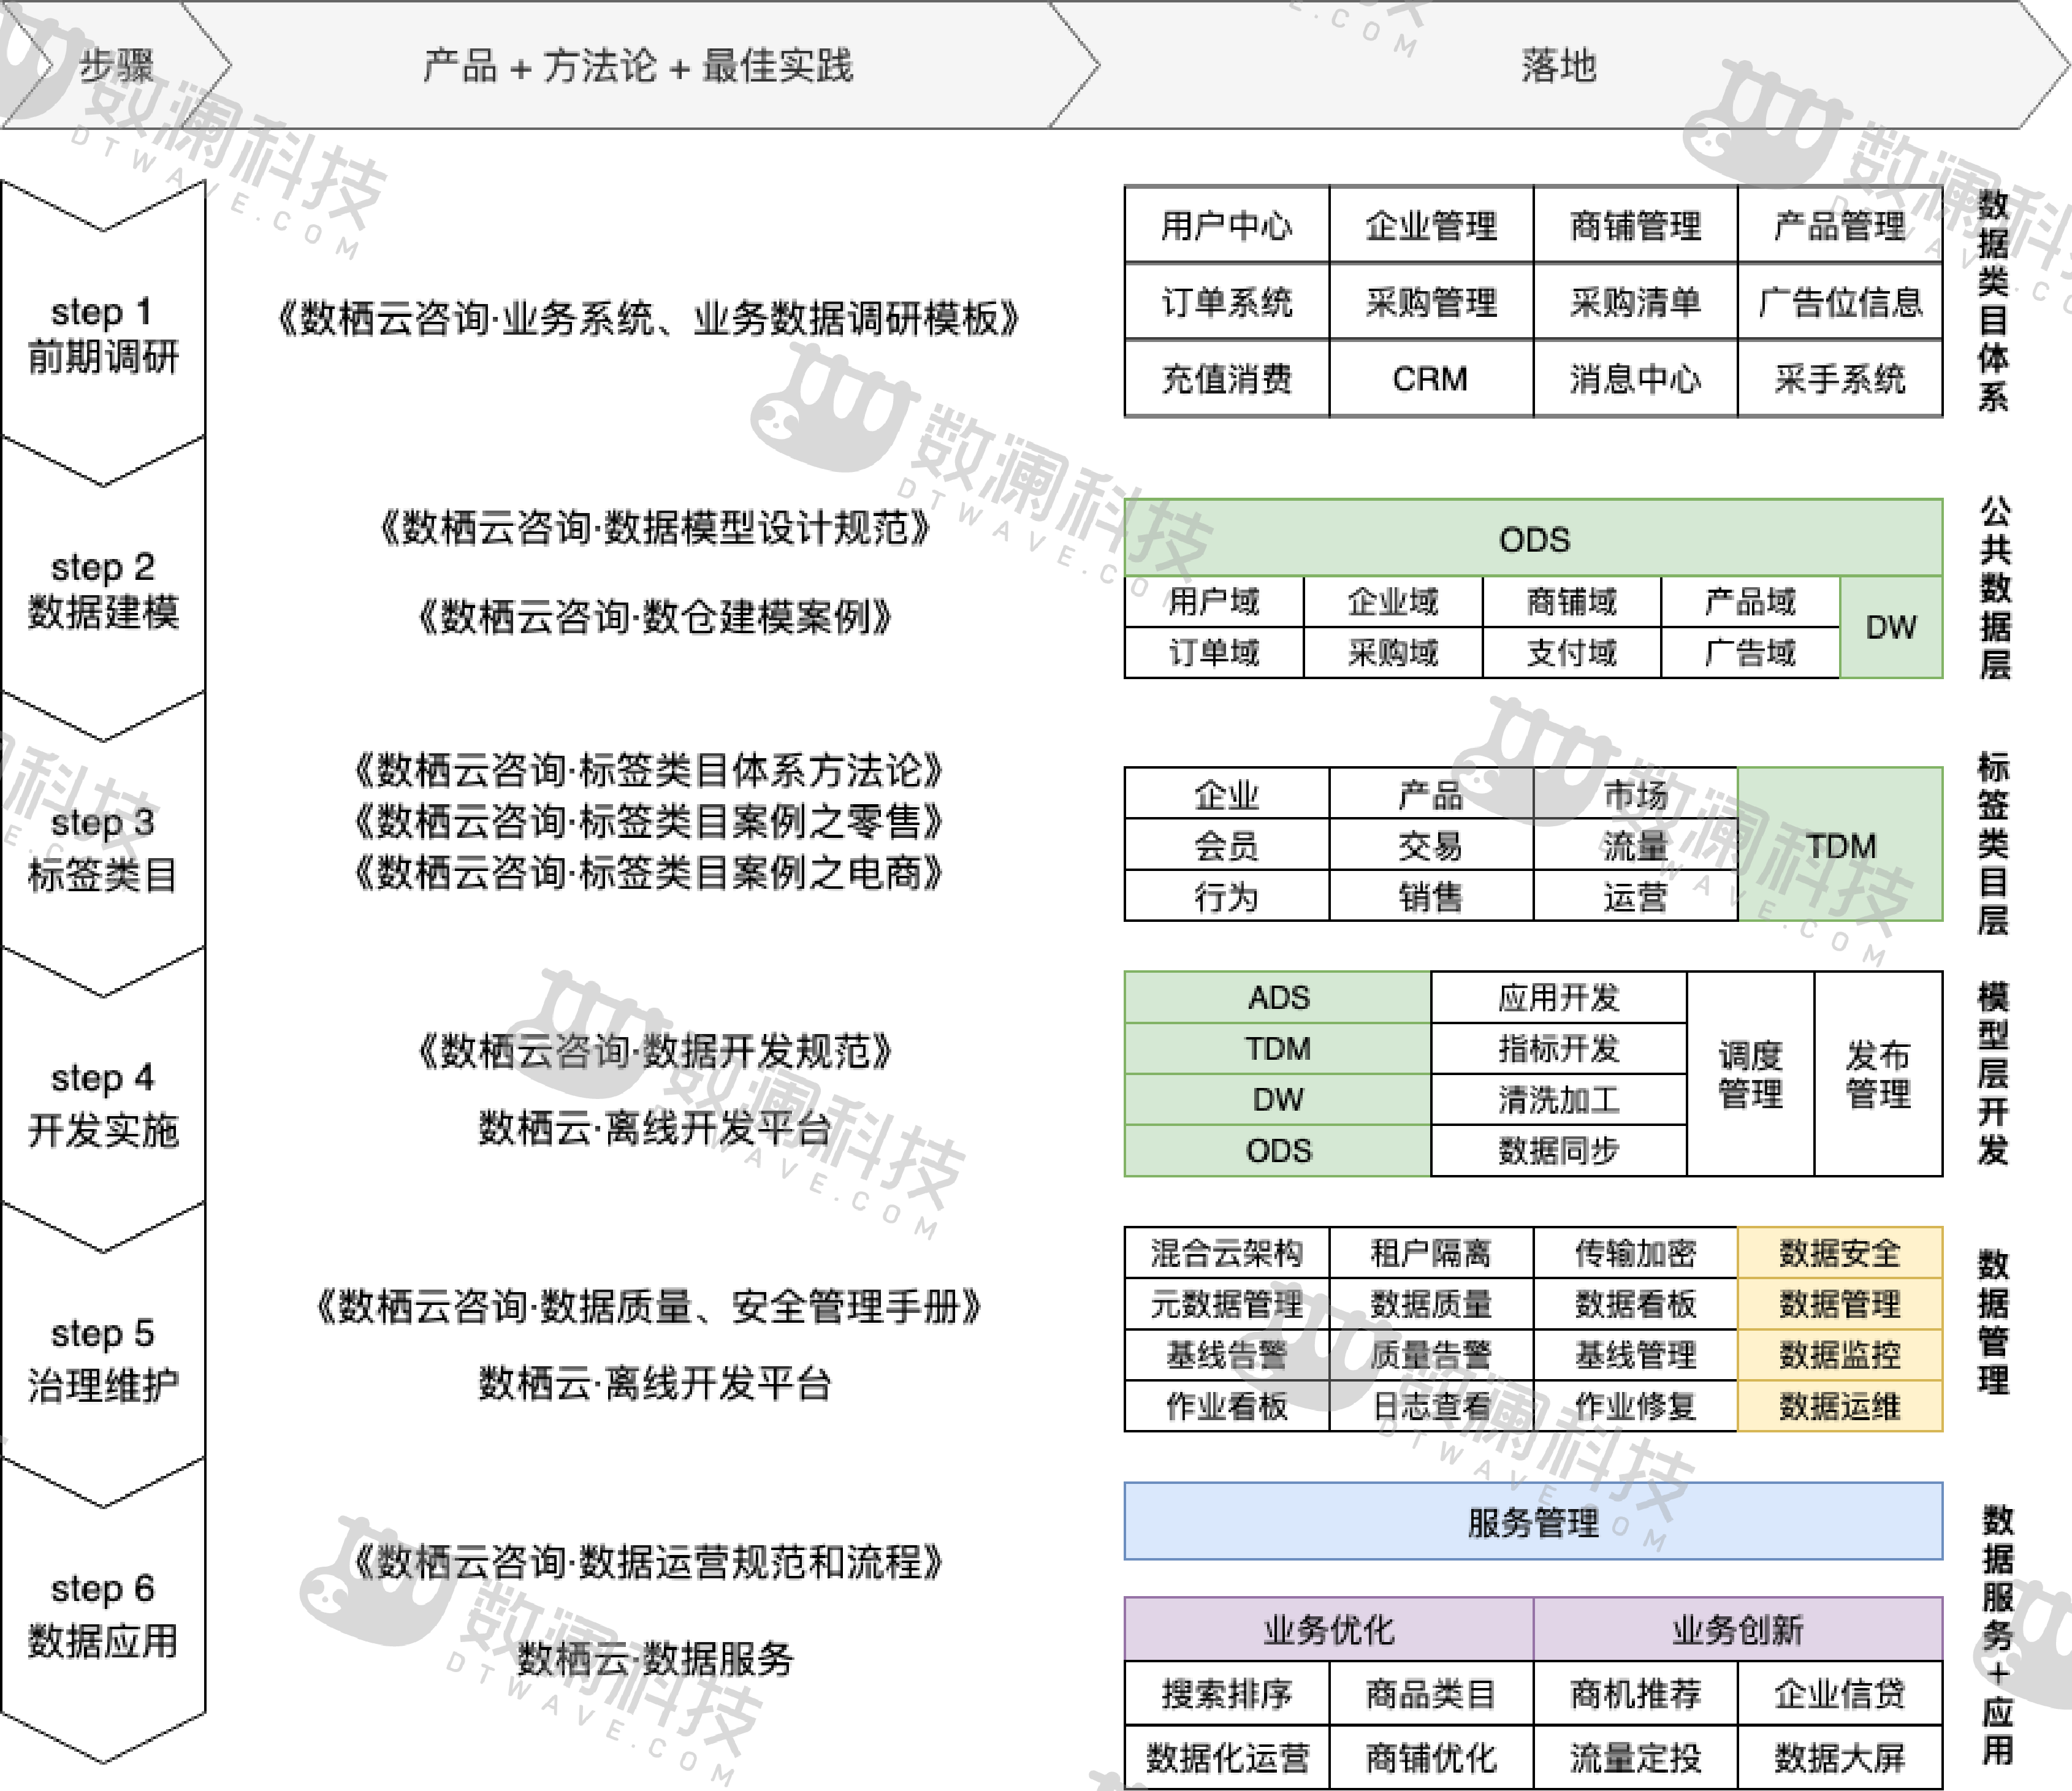 步骤
产品 + 方法论 + 最佳实践
落地
step 1
前期调研
《数栖云咨询·业务系统、业务数据调研模板》
用户中心 企业管理 商铺管理 产品管理
订单系统 采购管理 采购清单 广告位信息
充值消费 CRM 消息中心 采手系统
数据类目体系
step 2
数据建模
《数栖云咨询·数据模型设计规范》
《数栖云咨询·数仓建模案例》
ODS
用户域 企业域 商铺域 产品域
订单域 采购域 支付域 广告域
DW
公共数据层
step 3
标签类目
《数栖云咨询·标签类目体系方法论》
《数栖云咨询·标签类目案例之零售》
《数栖云咨询·标签类目案例之电商》
企业 产品 市场
会员 交易 流量
行为 销售 运营
TDM
标签类目层
step 4
开发实施
《数栖云咨询·数据开发规范》
数栖云·离线开发平台
ADS 应用开发
TDM 指标开发
DW 清洗加工
ODS 数据同步
调度
管理
发布
管理
模型层开发
step 5
治理维护
《数栖云咨询·数据质量、安全管理手册》
数栖云·离线开发平台
混合云架构 租户隔离 传输加密 数据安全
元数据管理 数据质量 数据看板 数据管理
基线告警 质量告警 基线管理 数据监控
作业看板 日志查看 作业修复 数据运维
数据管理
step 6
数据应用
《数栖云咨询·数据运营规范和流程》
数栖云·数据服务
服务管理
业务优化 业务创新
搜索排序 商品类目 商机推荐 企业信贷
数据化运营 商铺优化 流量定投 数据大屏
数据服务+应用
数澜科技
DTWAVE.COM